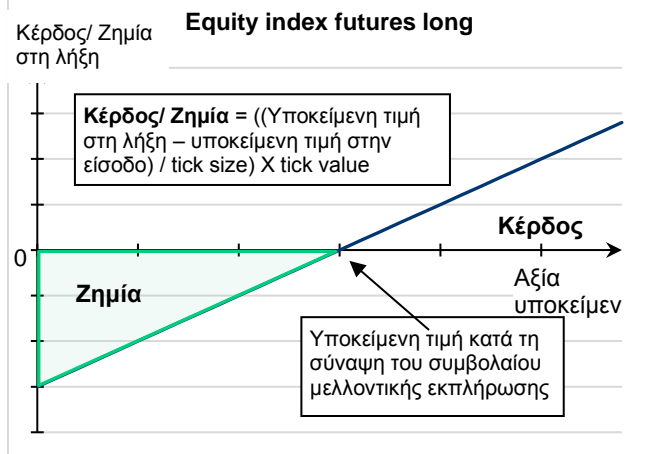 Equity index futures long
Κέρδος/ Ζημία
στη λήξη
Κέρδος/ Ζημία = ((Υποκείμενη τιμή
στη λήξη – υποκείμενη τιμή στην
είσοδο) / tick size) X tick value
Κέρδος
0
Αξία
υποκείμεν
Ζημία
Υποκείμενη τιμή κατά τη
σύναψη του συμβολαίου
μελλοντικής εκπλήρωσης